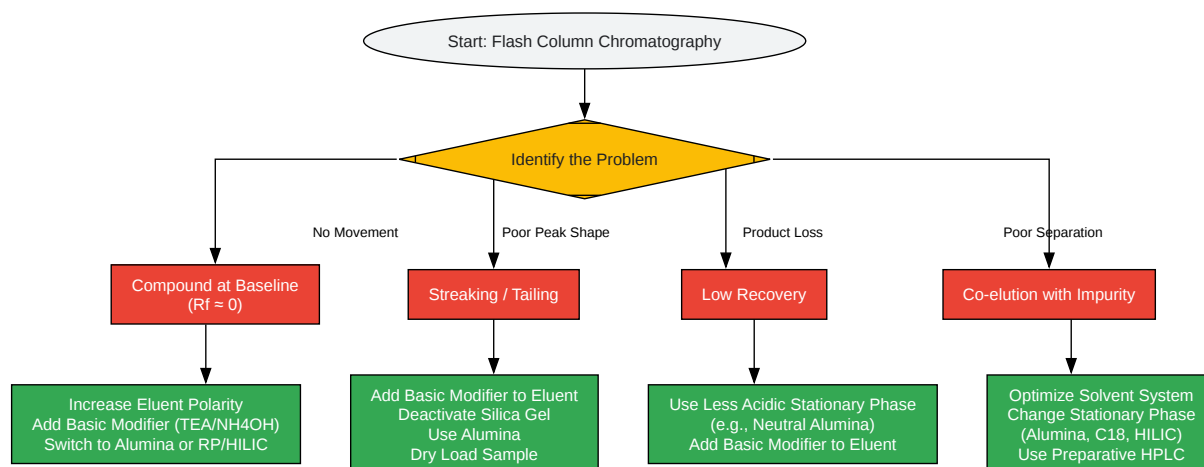 Start: Flash Column Chromatography
Identify the Problem
No Movement
Poor Peak Shape
Product Loss
Poor Separation
Compound at Baseline
(Rf ≈ 0)
Streaking / Tailing
Low Recovery
Co-elution with Impurity
Increase Eluent Polarity
Add Basic Modifier (TEA/NH4OH)
Switch to Alumina or RP/HILIC
Add Basic Modifier to Eluent
Deactivate Silica Gel
Use Alumina
Dry Load Sample
Use Less Acidic Stationary Phase
(e.g., Neutral Alumina)
Add Basic Modifier to Eluent
Optimize Solvent System
Change Stationary Phase
(Alumina, C18, HILIC)
Use Preparative HPLC